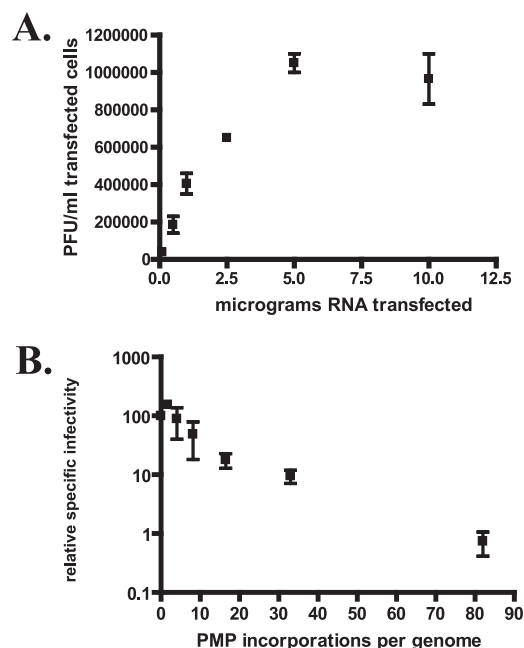 A.
PFU/ml transfected cells
1200000
1000000
800000
600000
400000
200000
0
0.0 2.5 5.0 7.5 10.0 12.5
micrograms RNA transfected
B.
relative specific infectivity
1000
100
10
1
0.1
0 10 20 30 40 50 60 70 80 90
PMP incorporations per genome